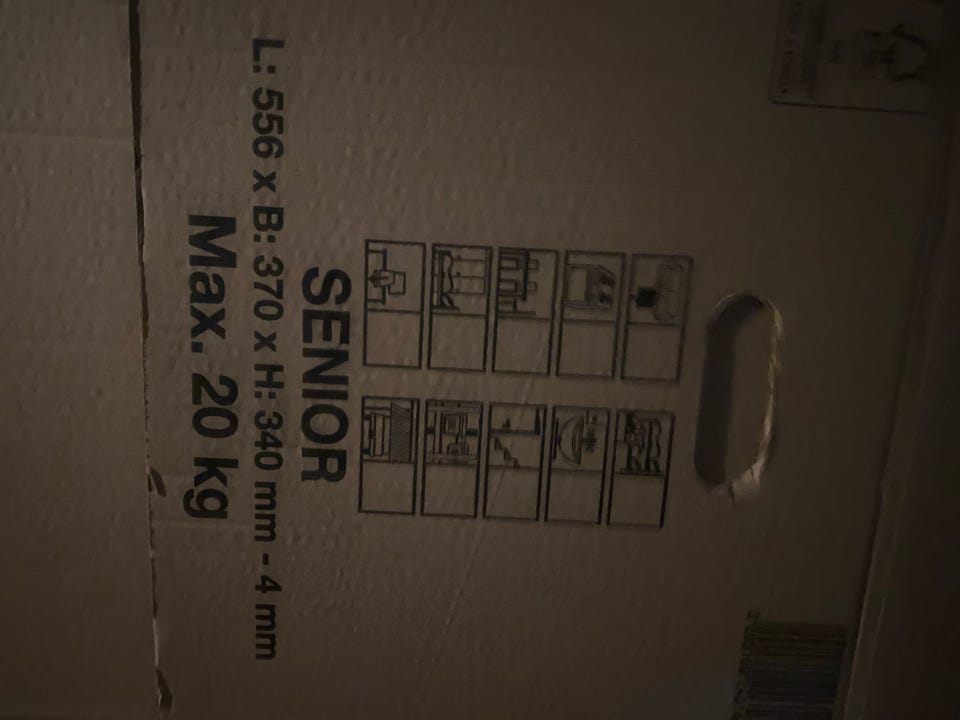 SENIOR
L: 556 x B: 370 x H: 340 mm - 4 mm
Max. 20 kg